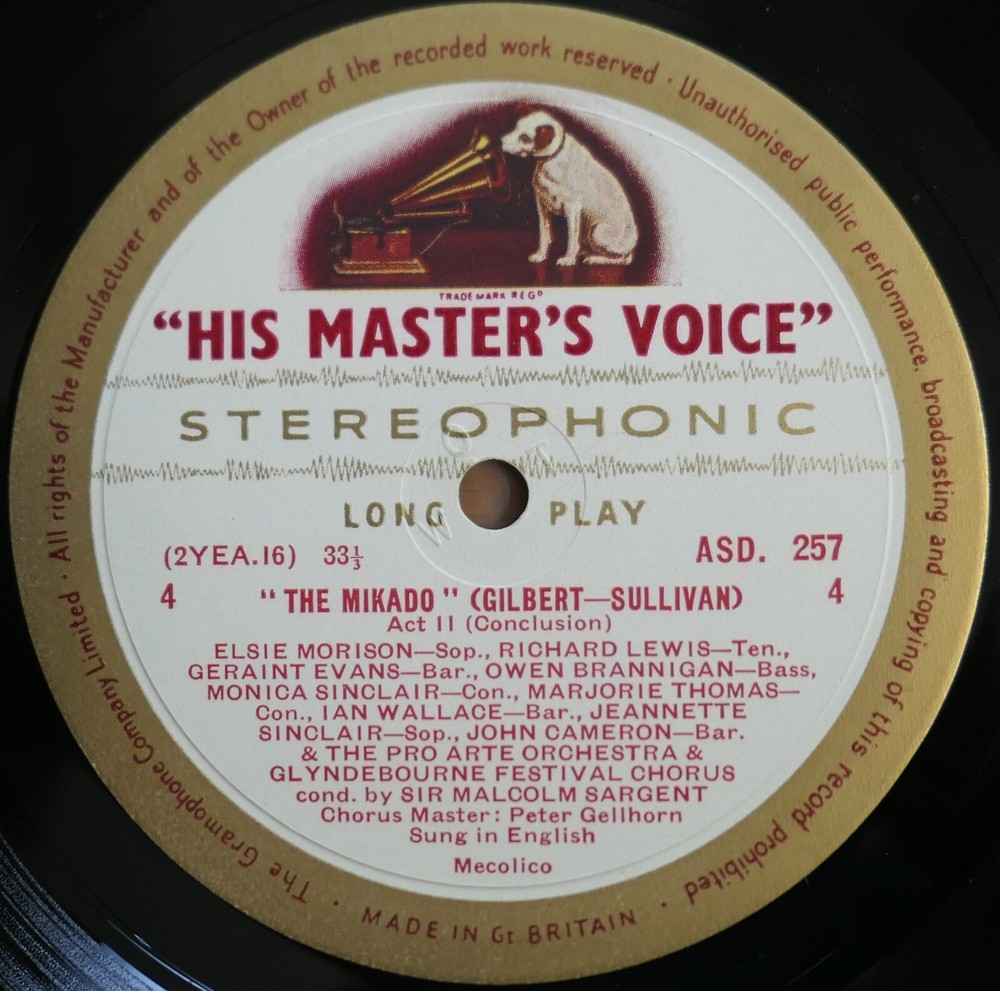 The Gramophone Company Limited · All rights of the Manufacturer and of the Owner of the recorded work reserved · Unauthorised public performance, broadcasting and copying of this record prohibited ·
TRADE MARK REGD
“HIS MASTER'S VOICE”
STEREOPHONIC
LONG PLAY
(2YEA.16) 33⅓ ASD. 257
4 "THE MIKADO" (GILBERT—SULLIVAN) 4
Act II (Conclusion)
ELSIE MORISON—Sop., RICHARD LEWIS—Ten.,
GERAINT EVANS—Bar., OWEN BRANNIGAN—Bass,
MONICA SINCLAIR—Con., MARJORIE THOMAS—
Con., IAN WALLACE—Bar., JEANNETTE
SINCLAIR—Sop., JOHN CAMERON—Bar.
& THE PRO ARTE ORCHESTRA &
GLYNDEBOURNE FESTIVAL CHORUS
cond. by SIR MALCOLM SARGENT
Chorus Master: Peter Gellhorn
Sung in English
Mecolico
· MADE IN Gt. BRITAIN ·